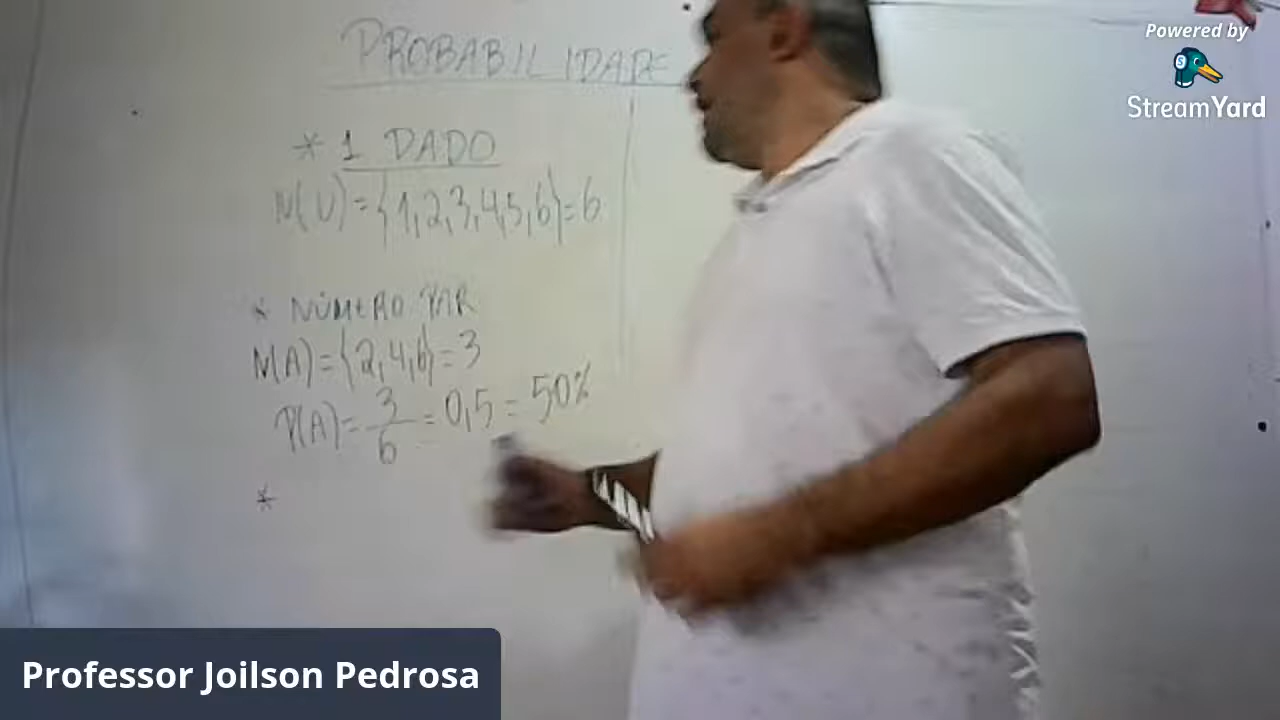 PROBABILIDADE
* 1 DADO
N(U)={1,2,3,4,5,6}=6
* NÚMERO PAR
N(A)={2,4,6}=3
P(A)=3/6=0,5=50%
*
Powered by
StreamYard
Professor Joilson Pedrosa